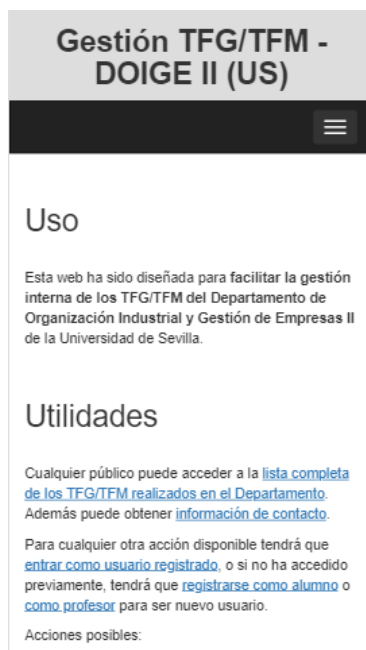 Gestión TFG/TFM -
DOIGE II (US)
Uso
Esta web ha sido diseñada para facilitar la gestión
interna de los TFG/TFM del Departamento de
Organización Industrial y Gestión de Empresas II
de la Universidad de Sevilla.
Utilidades
Cualquier público puede acceder a la lista completa
de los TFG/TFM realizados en el Departamento.
Además puede obtener información de contacto.
Para cualquier otra acción disponible tendrá que
entrar como usuario registrado, o si no ha accedido
previamente, tendrá que registrarse como alumno o
como profesor para ser nuevo usuario.
Acciones posibles: